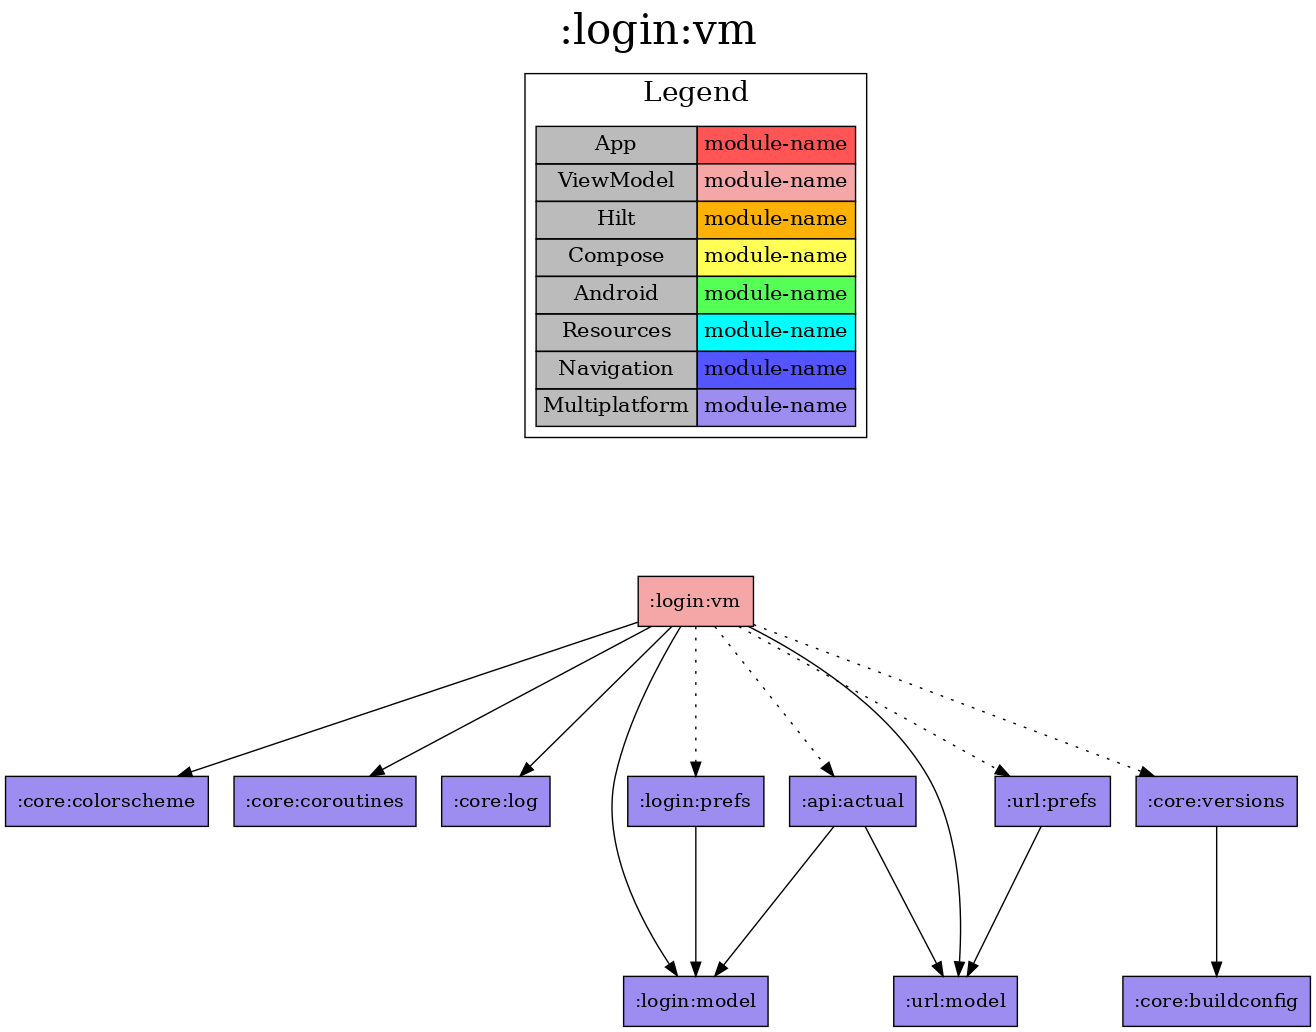 :login:vm
Legend
App module-name
ViewModel module-name
Hilt module-name
Compose module-name
Android module-name
Resources module-name
Navigation module-name
Multiplatform module-name
:login:vm
:core:colorscheme
:core:coroutines
:core:log
:login:prefs
:api:actual
:url:prefs
:core:versions
:login:model
:url:model
:core:buildconfig